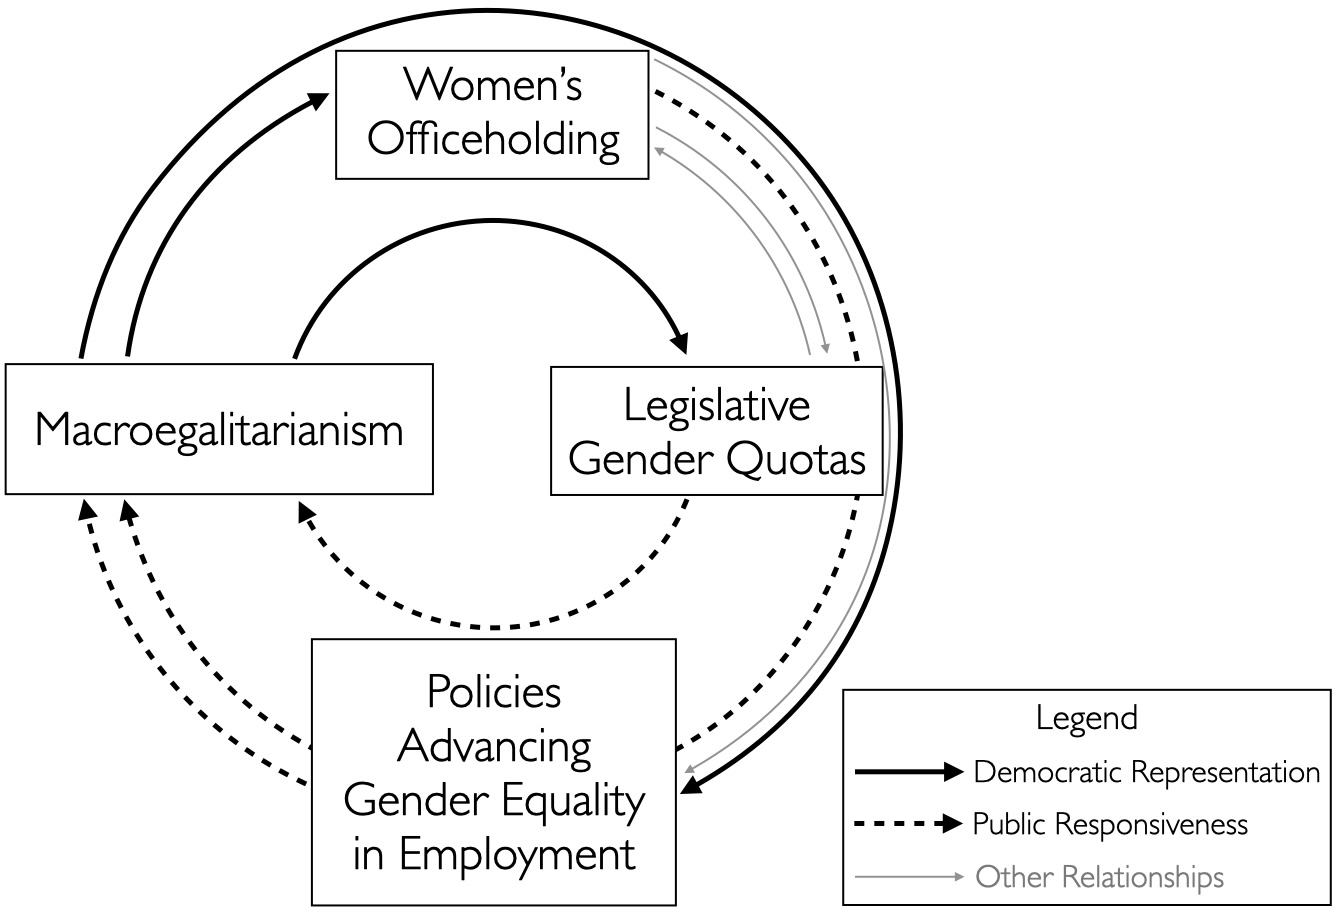 Women’s
Officeholding
Macroegalitarianism
Legislative
Gender Quotas
Policies
Advancing
Gender Equality
in Employment
Legend
Democratic Representation
Public Responsiveness
Other Relationships